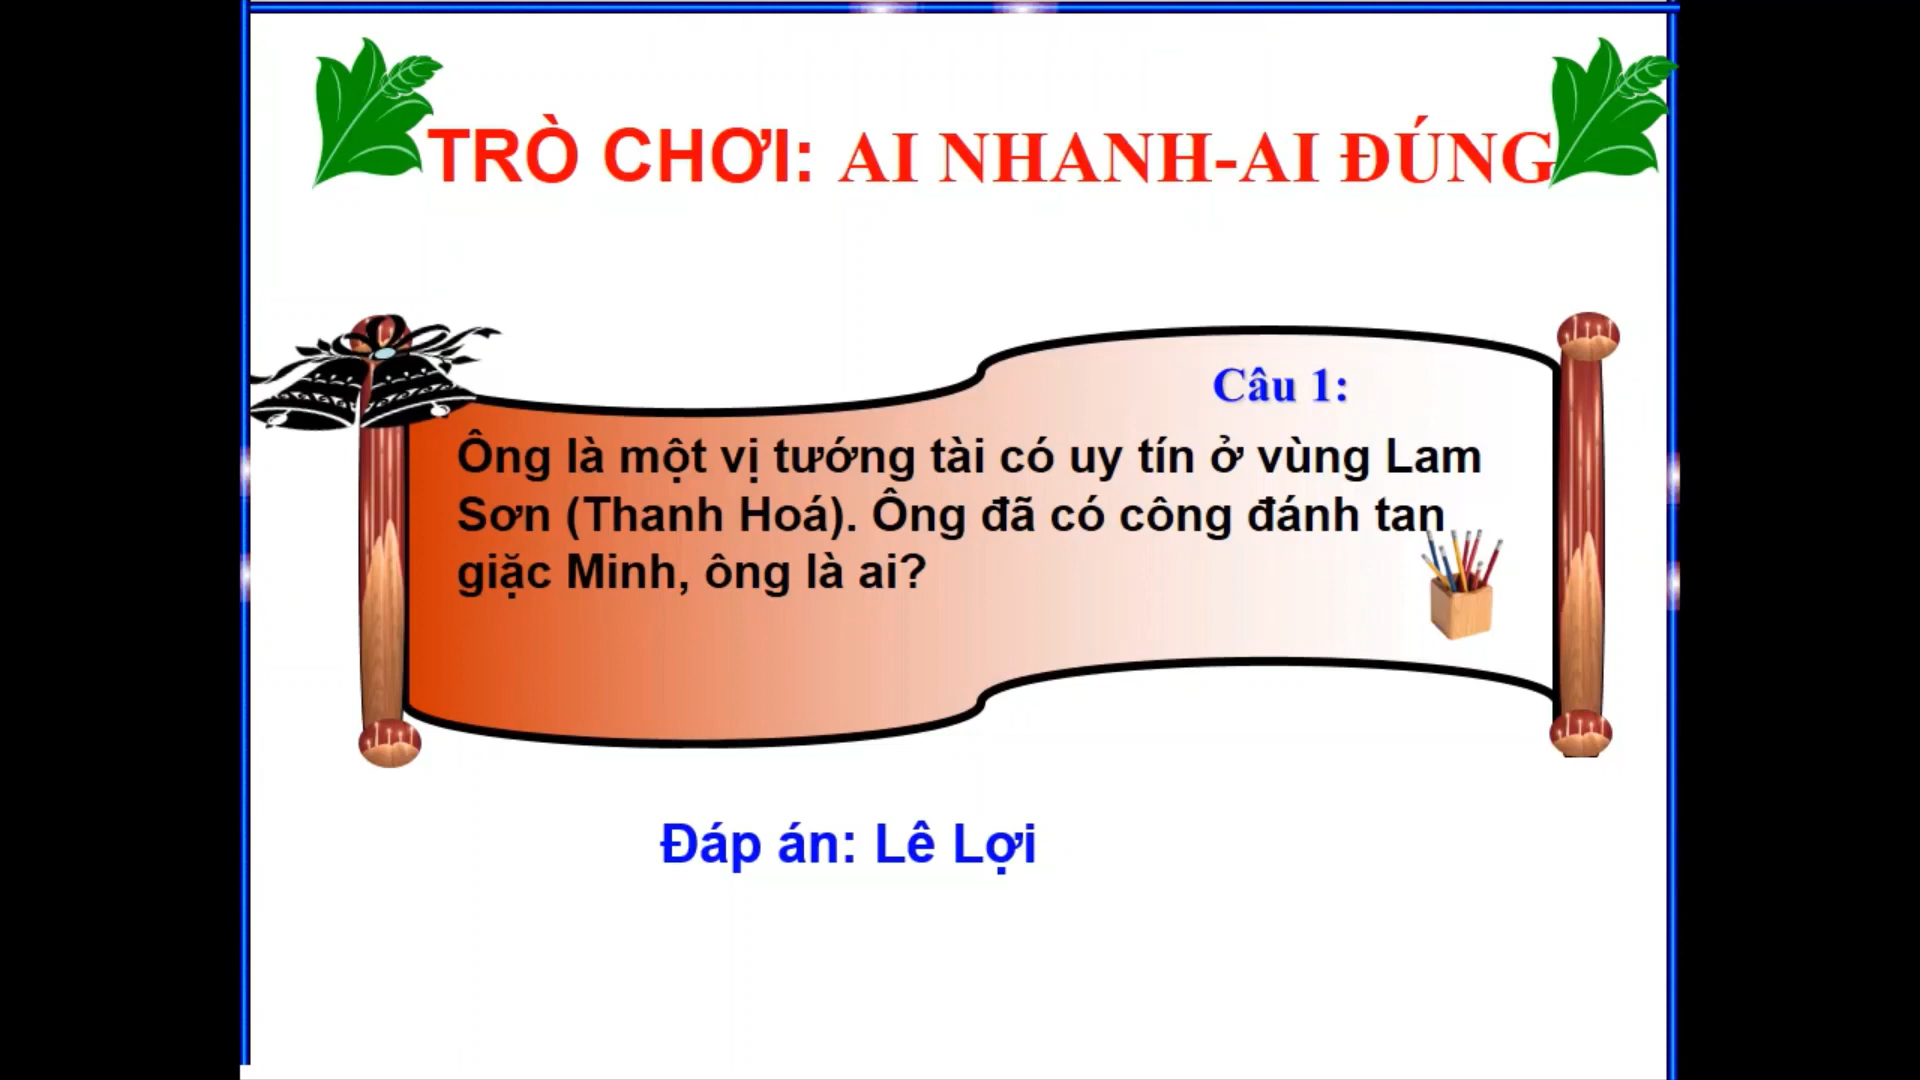 TRÒ CHƠI: AI NHANH-AI ĐÚNG
Câu 1:
Ông là một vị tướng tài có uy tín ở vùng Lam
Sơn (Thanh Hoá). Ông đã có công đánh tan
giặc Minh, ông là ai?
Đáp án: Lê Lợi